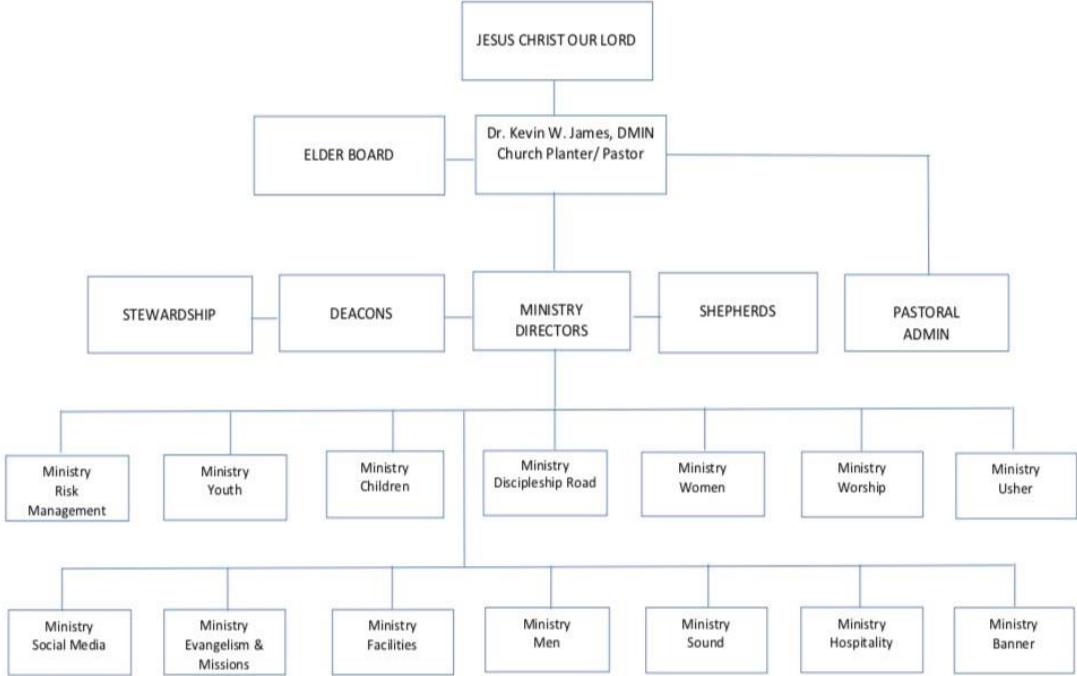 JESUS CHRIST OUR LORD
ELDER BOARD
Dr. Kevin W. James, DMIN
Church Planter/ Pastor
STEWARDSHIP
DEACONS
MINISTRY
DIRECTORS
SHEPHERDS
PASTORAL
ADMIN
Ministry
Risk
Management
Ministry
Youth
Ministry
Children
Ministry
Discipleship Road
Ministry
Women
Ministry
Worship
Ministry
Usher
Ministry
Social Media
Ministry
Evangelism &
Missions
Ministry
Facilities
Ministry
Men
Ministry
Sound
Ministry
Hospitality
Ministry
Banner